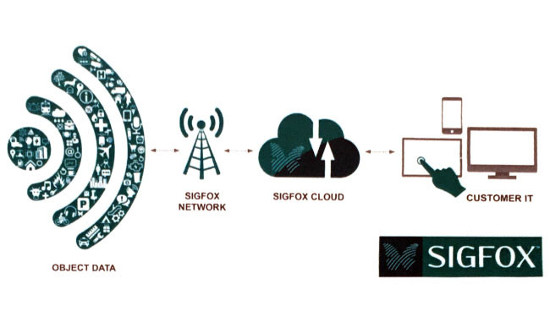 SIGFOX
NETWORK
SIGFOX CLOUD
CUSTOMER IT
OBJECT DATA
SIGFOX